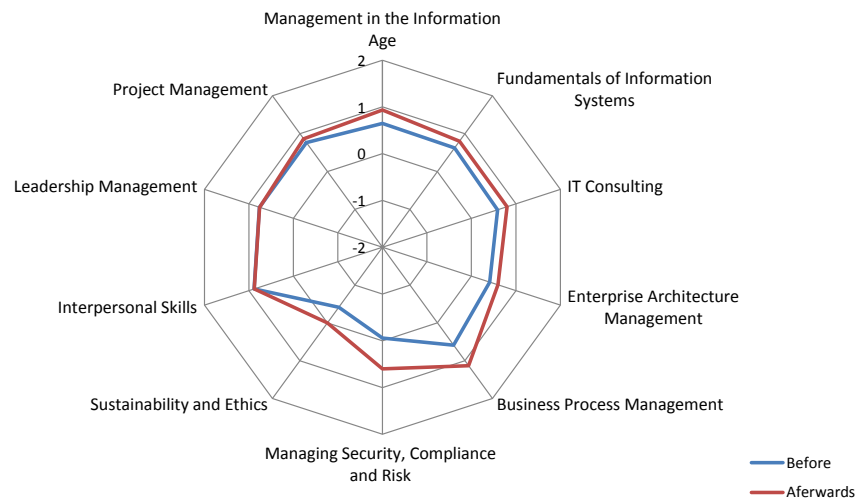 Management in the Information
Age
2
1
0
-1
-2
Fundamentals of Information
Systems
IT Consulting
Enterprise Architecture
Management
Business Process Management
Managing Security, Compliance
and Risk
Sustainability and Ethics
Interpersonal Skills
Leadership Management
Project Management
Before
Aferwards